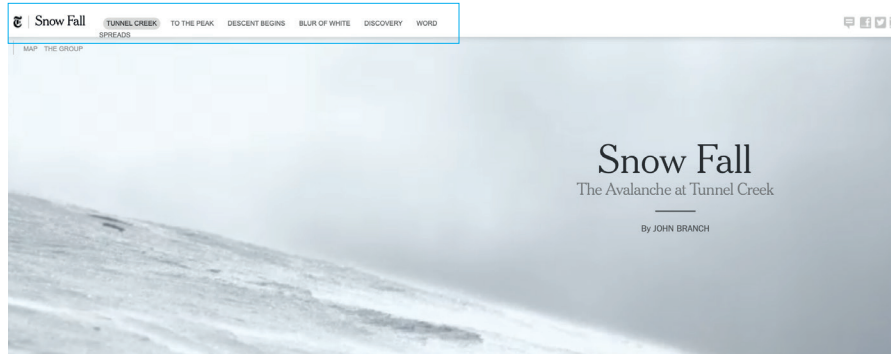 Snow Fall TUNNEL CREEK TO THE PEAK DESCENT BEGINS BLUR OF WHITE DISCOVERY WORD
SPREADS
MAP THE GROUP
Snow Fall
The Avalanche at Tunnel Creek
By JOHN BRANCH